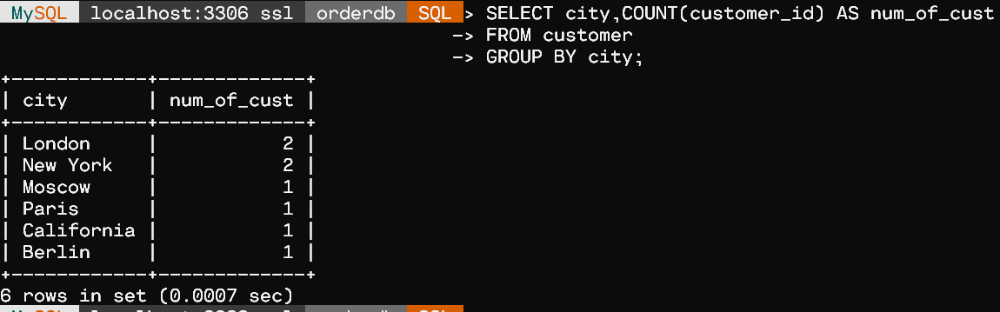 MySQL localhost:3306 ssl orderdb SQL > SELECT city,COUNT(customer_id) AS num_of_cust
-> FROM customer
-> GROUP BY city;
+------------+-------------+
| city       | num_of_cust |
+------------+-------------+
| London     |           2 |
| New York   |           2 |
| Moscow     |           1 |
| Paris      |           1 |
| California |           1 |
| Berlin     |           1 |
+------------+-------------+
6 rows in set (0.0007 sec)